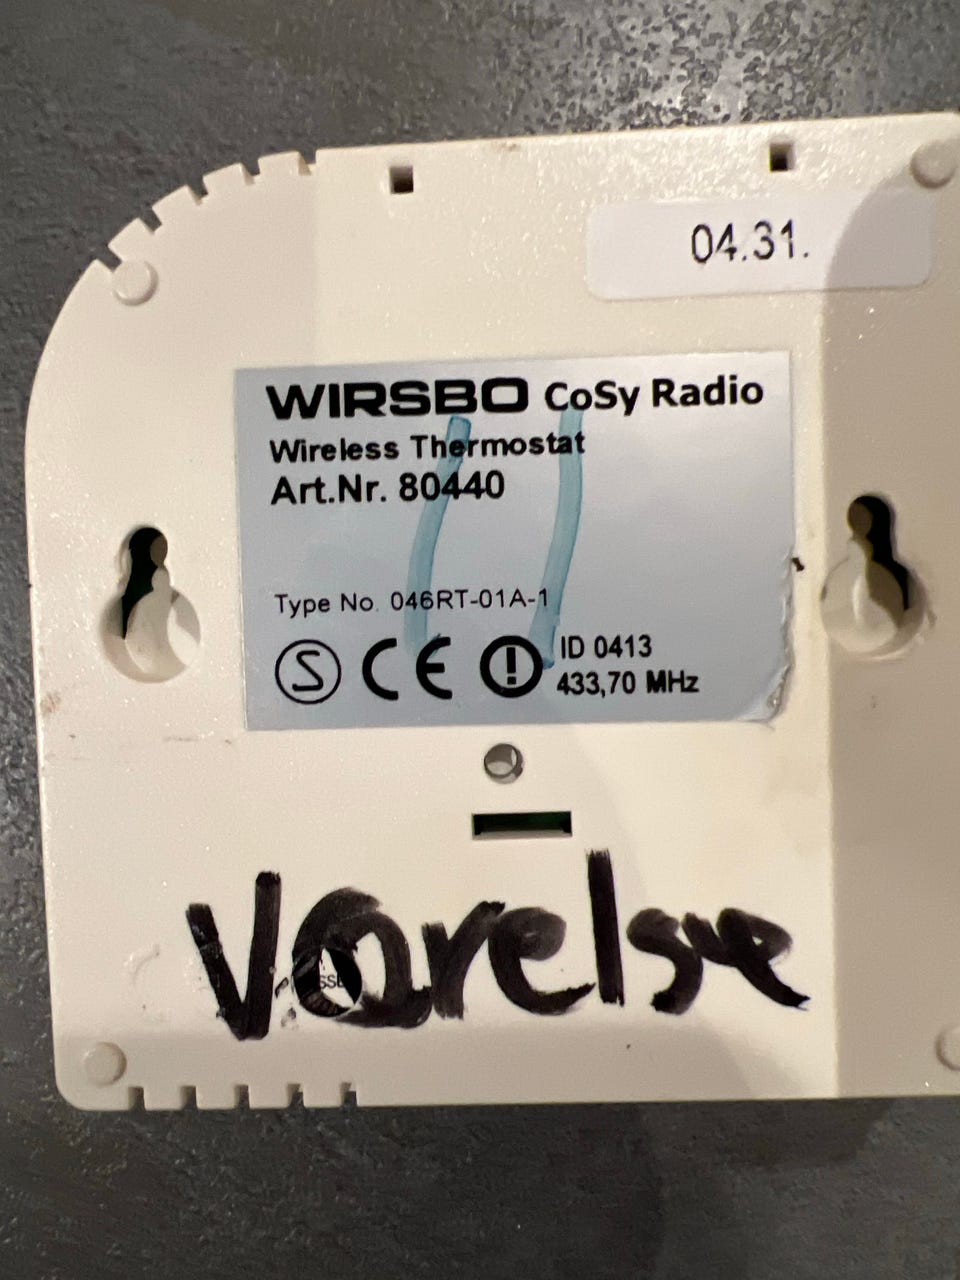 04.31.
WIRSBO CoSy Radio
Wireless Thermostat
Art.Nr. 80440
Type No. 046RT-01A-1
S CE ID 0413
433,70 MHz